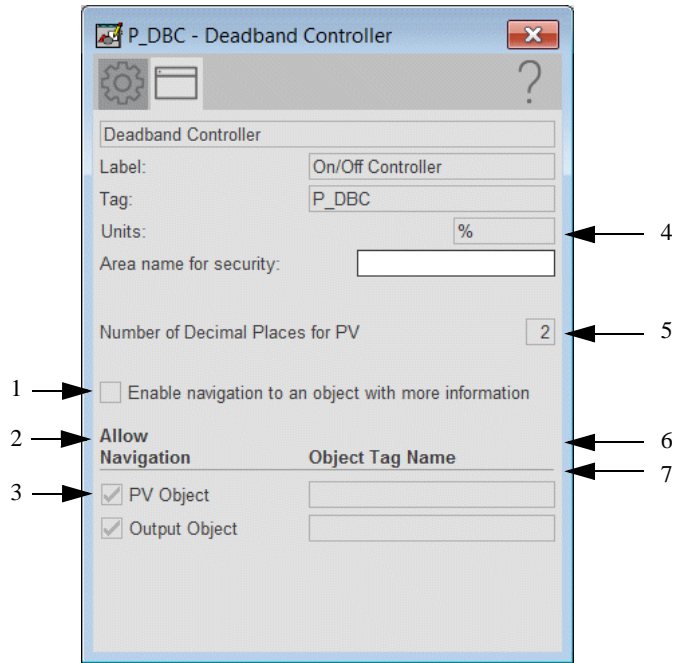 P_DBC - Deadband Controller
?
Deadband Controller
Label: On/Off Controller
Tag: P_DBC
Units: % 4
Area name for security:
Number of Decimal Places for PV 2 5
1 Enable navigation to an object with more information
2 Allow 6
Navigation Object Tag Name
7
3 PV Object
Output Object